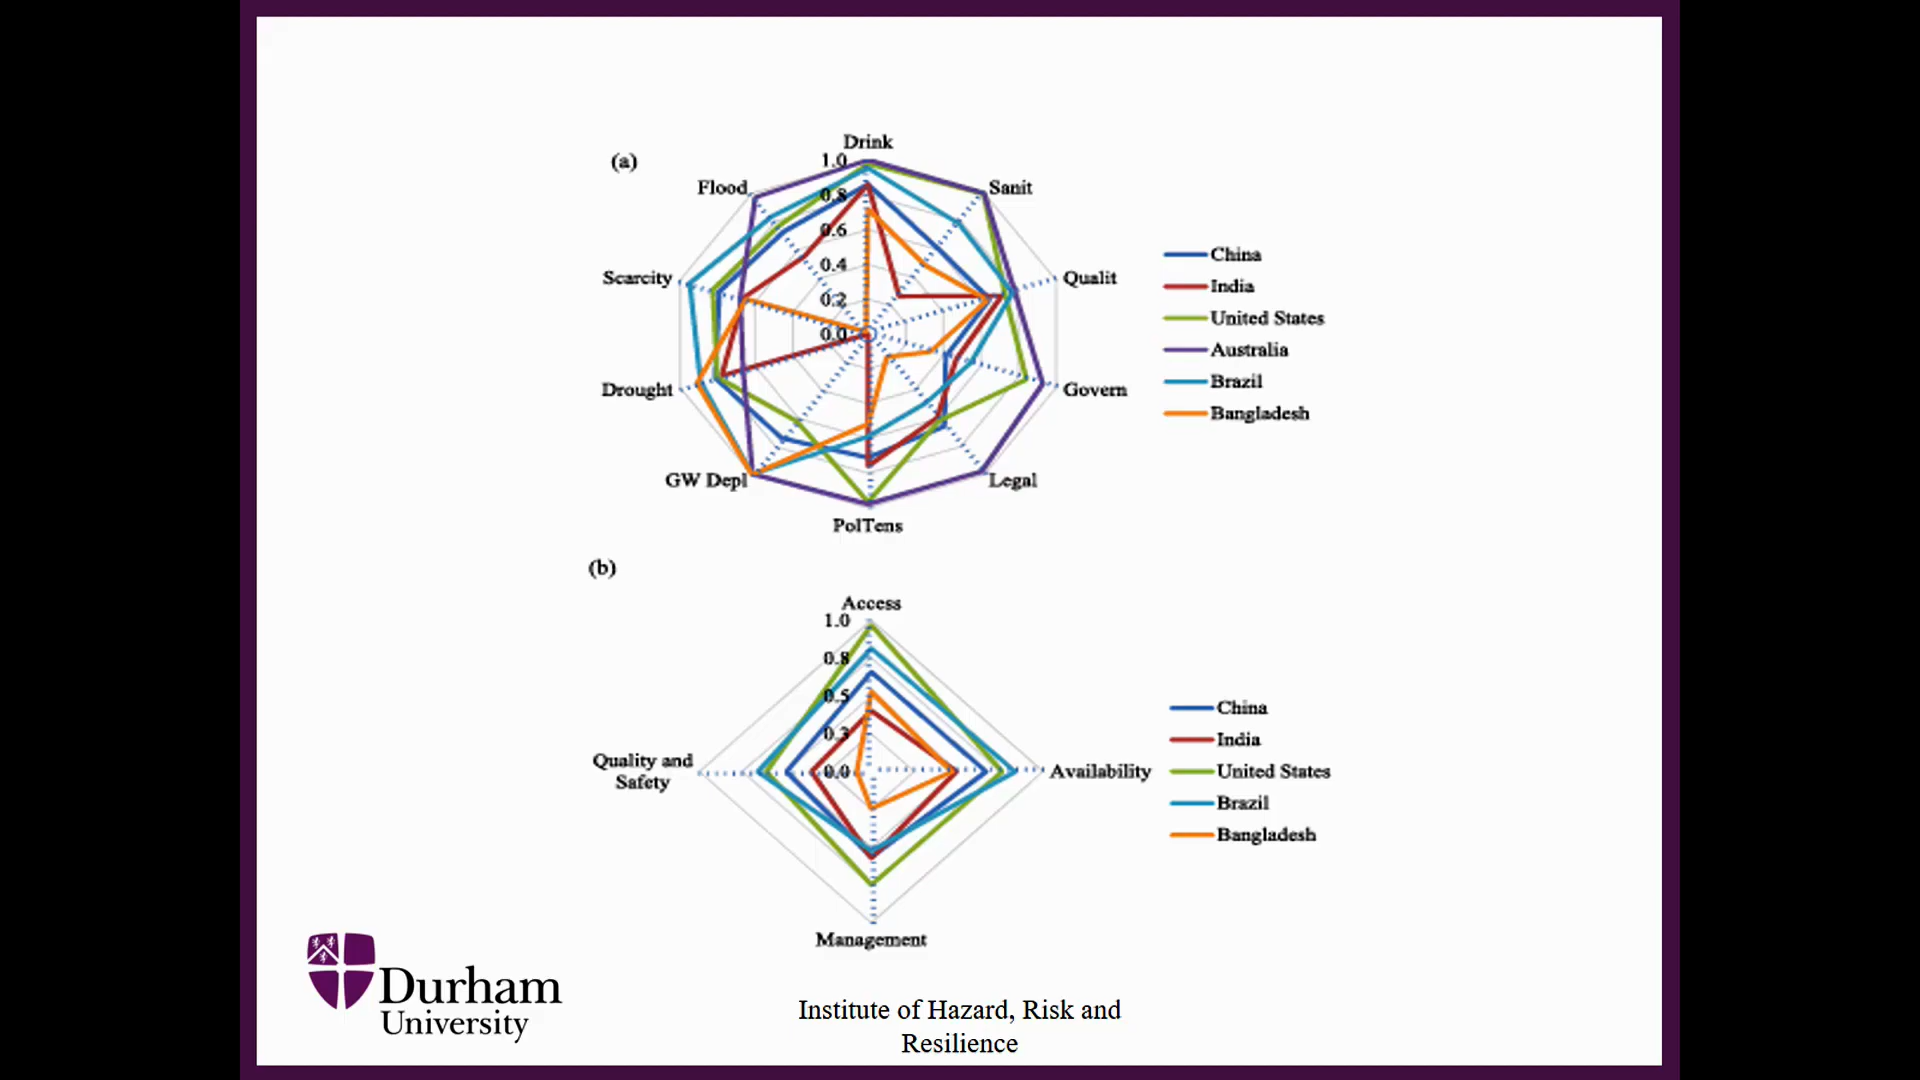 (a)
Drink
1.0
Flood
0.8
Sanit
0.6
0.4
Scarcity
Qualit
0.2
0.0
Drought
Govern
GW Depl
Legal
PolTens
China
India
United States
Australia
Brazil
Bangladesh
(b)
Access
1.0
0.8
0.5
0.3
Quality and
Safety
0.0
Availability
Management
China
India
United States
Brazil
Bangladesh
Durham
University
Institute of Hazard, Risk and
Resilience